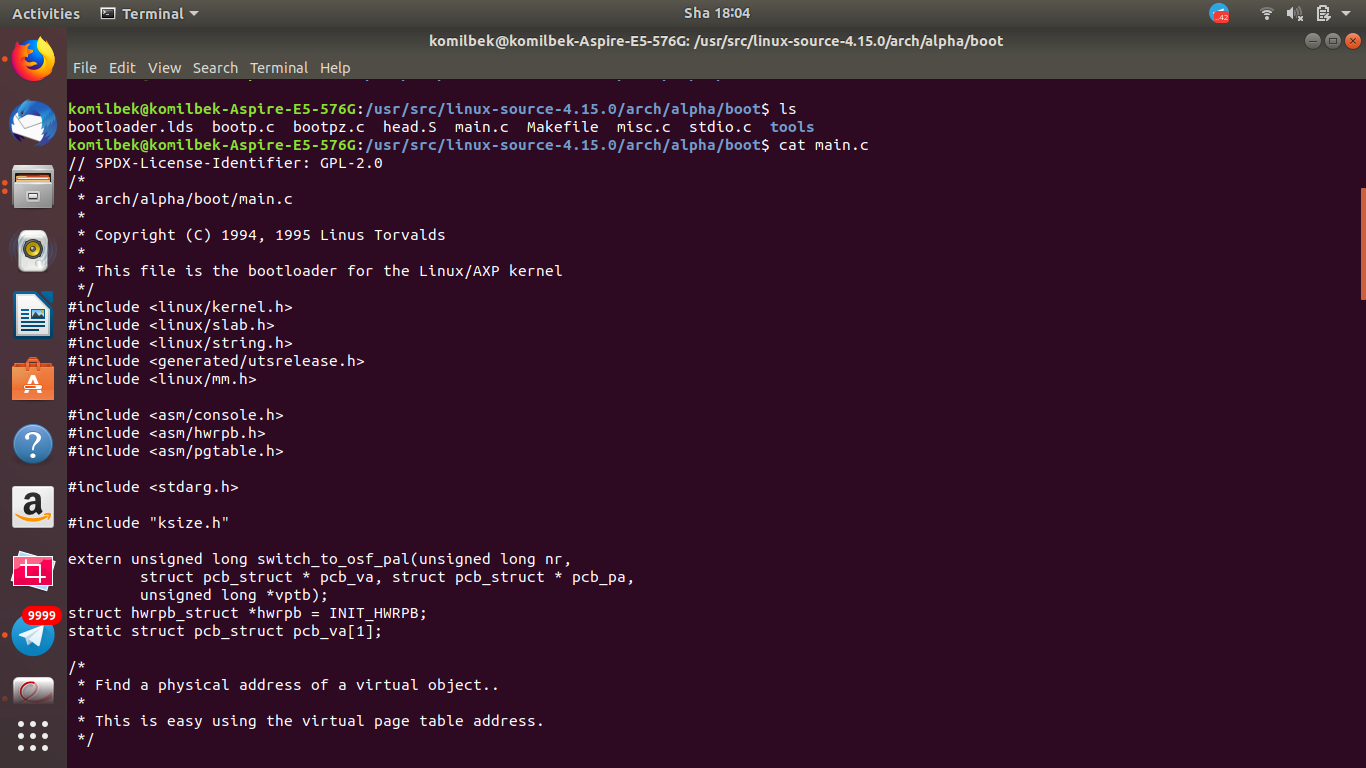 Activities Terminal Sha 18:04 42
komilbek@komilbek-Aspire-E5-576G: /usr/src/linux-source-4.15.0/arch/alpha/boot
File Edit View Search Terminal Help
komilbek@komilbek-Aspire-E5-576G:/usr/src/linux-source-4.15.0/arch/alpha/boot$ ls
bootloader.lds  bootp.c  bootpz.c  head.S  main.c  Makefile  misc.c  stdio.c  tools
komilbek@komilbek-Aspire-E5-576G:/usr/src/linux-source-4.15.0/arch/alpha/boot$ cat main.c
// SPDX-License-Identifier: GPL-2.0
/*
 * arch/alpha/boot/main.c
 *
 * Copyright (C) 1994, 1995 Linus Torvalds
 *
 * This file is the bootloader for the Linux/AXP kernel
 */
#include <linux/kernel.h>
#include <linux/slab.h>
#include <linux/string.h>
#include <generated/utsrelease.h>
#include <linux/mm.h>

#include <asm/console.h>
#include <asm/hwrpb.h>
#include <asm/pgtable.h>

#include <stdarg.h>

#include "ksize.h"

extern unsigned long switch_to_osf_pal(unsigned long nr,
        struct pcb_struct * pcb_va, struct pcb_struct * pcb_pa,
        unsigned long *vptb);
struct hwrpb_struct *hwrpb = INIT_HWRPB;
static struct pcb_struct pcb_va[1];

/*
 * Find a physical address of a virtual object..
 *
 * This is easy using the virtual page table address.
 */
9999